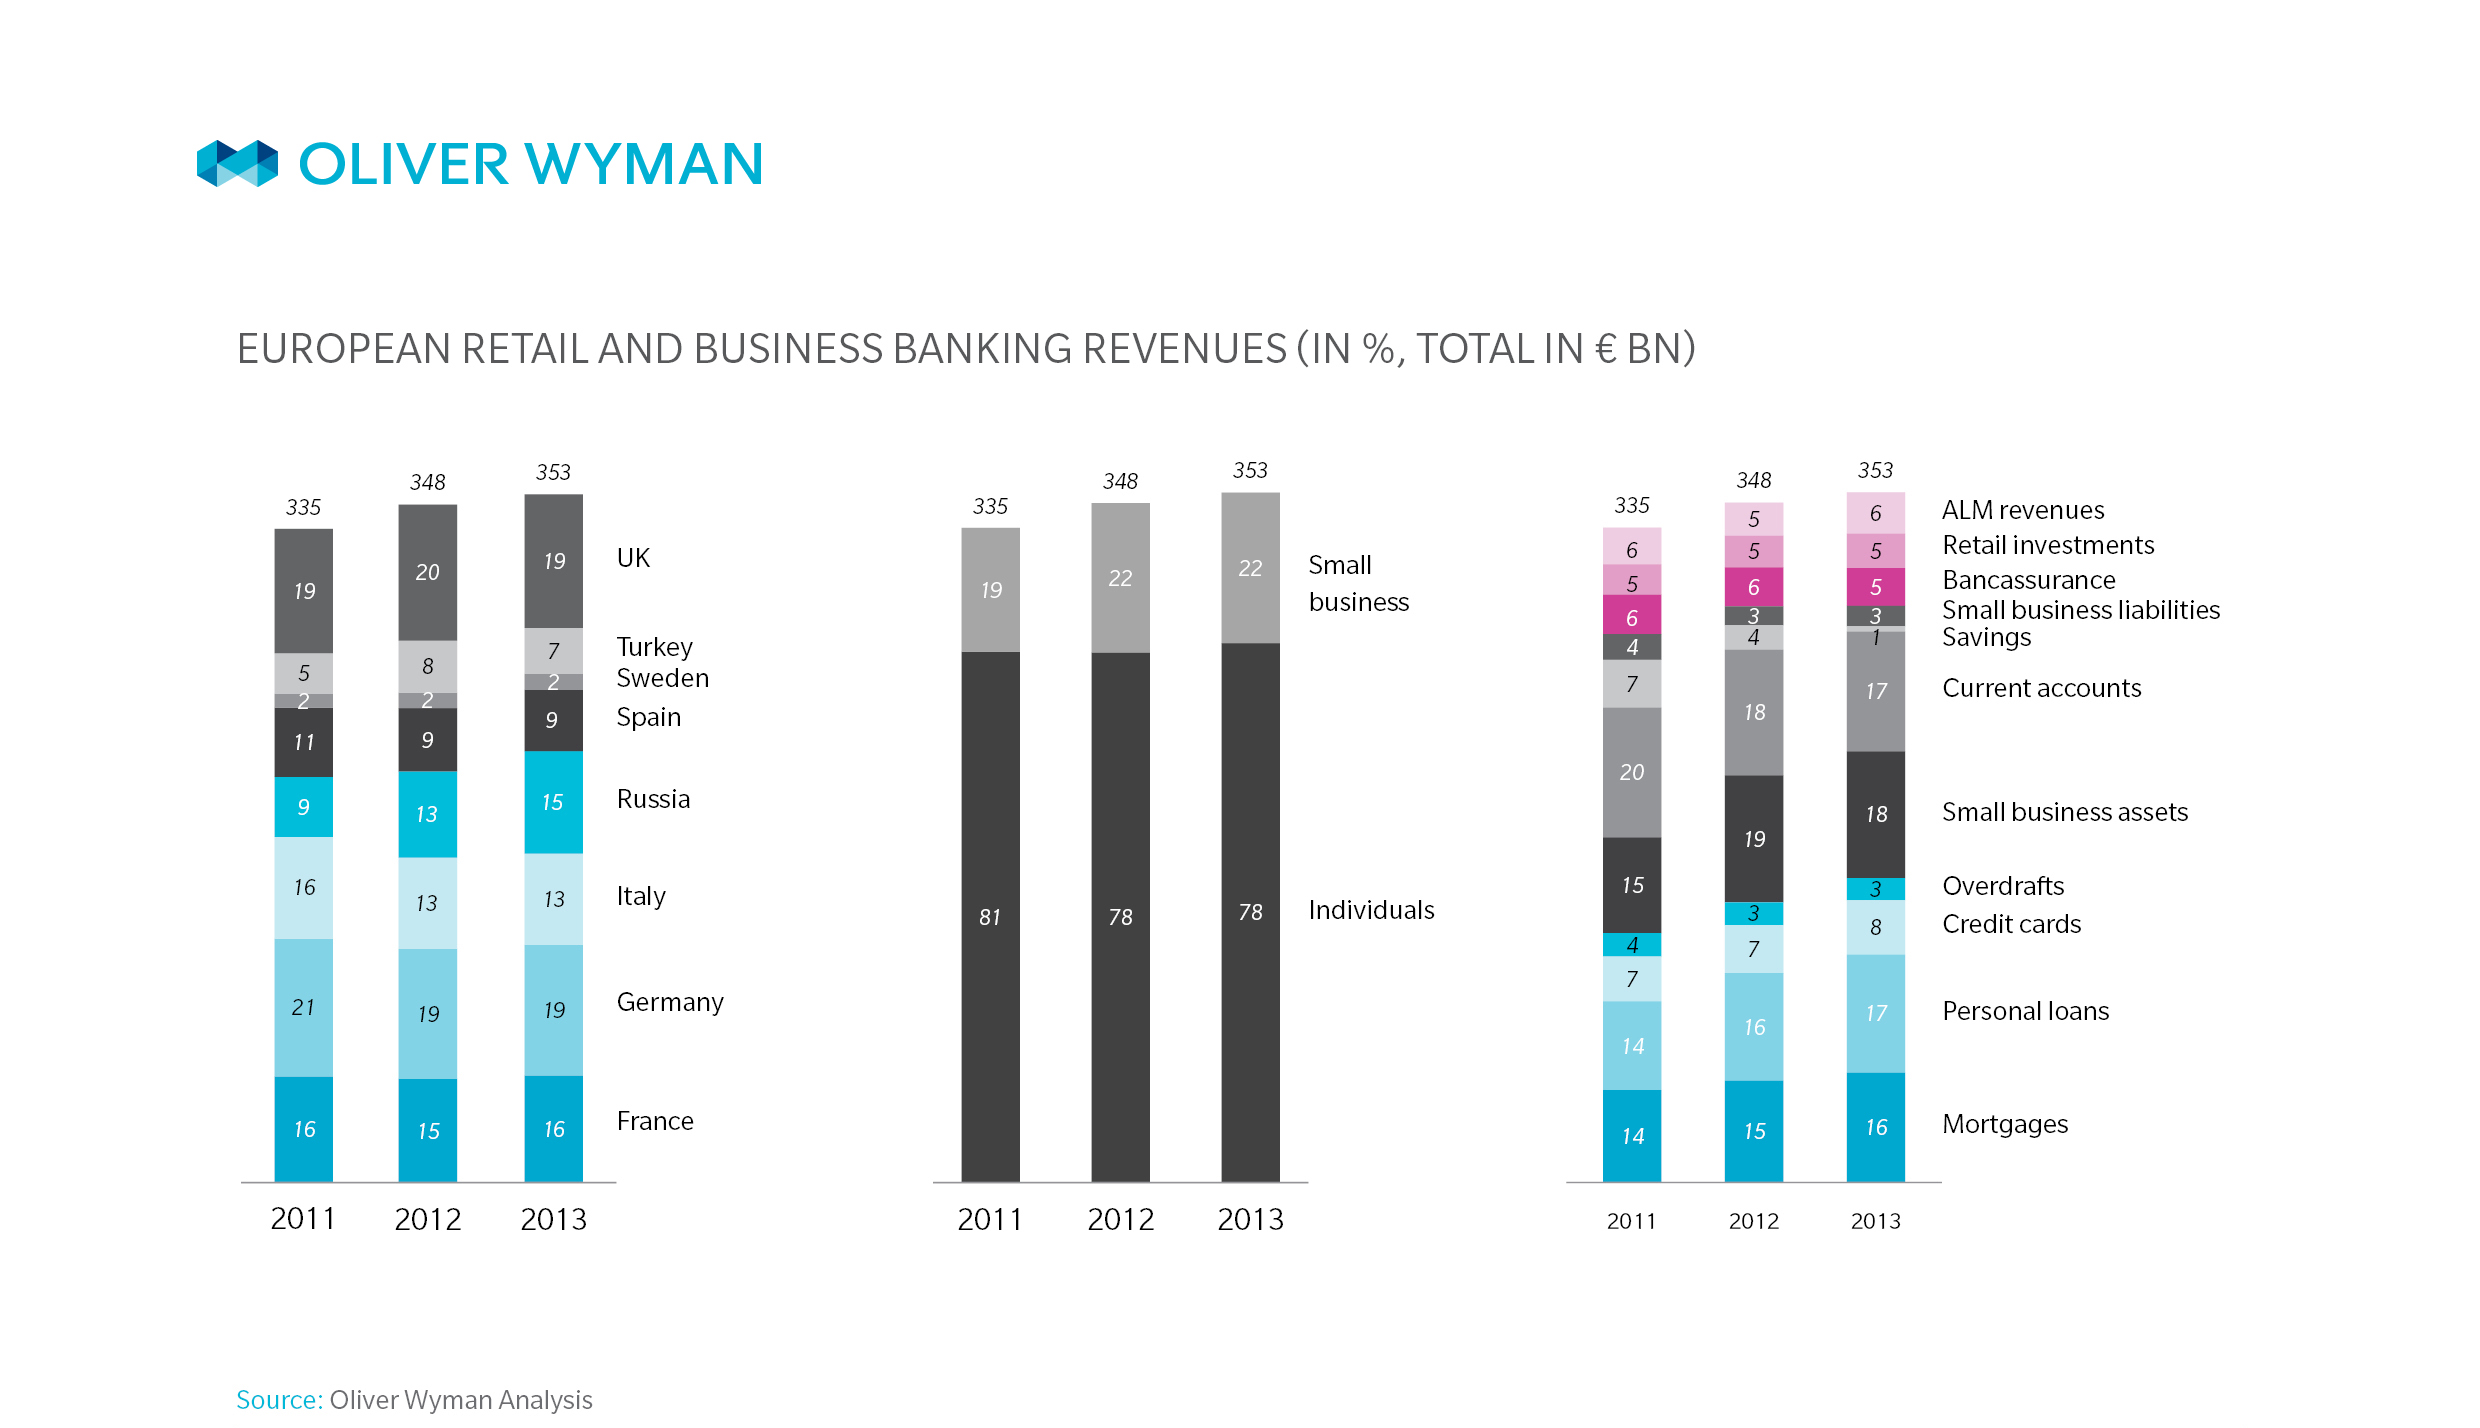 OLIVER WYMAN
EUROPEAN RETAIL AND BUSINESS BANKING REVENUES (IN %, TOTAL IN € BN)
335 348 353
19 20 19 UK
5 8 7 Turkey
2 2 2 Sweden
11 9 9 Spain
9 13 15 Russia
16 13 13 Italy
21 19 19 Germany
16 15 16 France
2011 2012 2013
335 348 353
19 22 22 Small
business
81 78 78 Individuals
2011 2012 2013
335 348 353
6 5 6 ALM revenues
5 5 5 Retail investments
6 6 5 Bancassurance
4 3 3 Small business liabilities
7 4 1 Savings
20 18 17 Current accounts
15 19 18 Small business assets
4 3 3 Overdrafts
7 7 8 Credit cards
14 16 17 Personal loans
14 15 16 Mortgages
2011 2012 2013
Source: Oliver Wyman Analysis